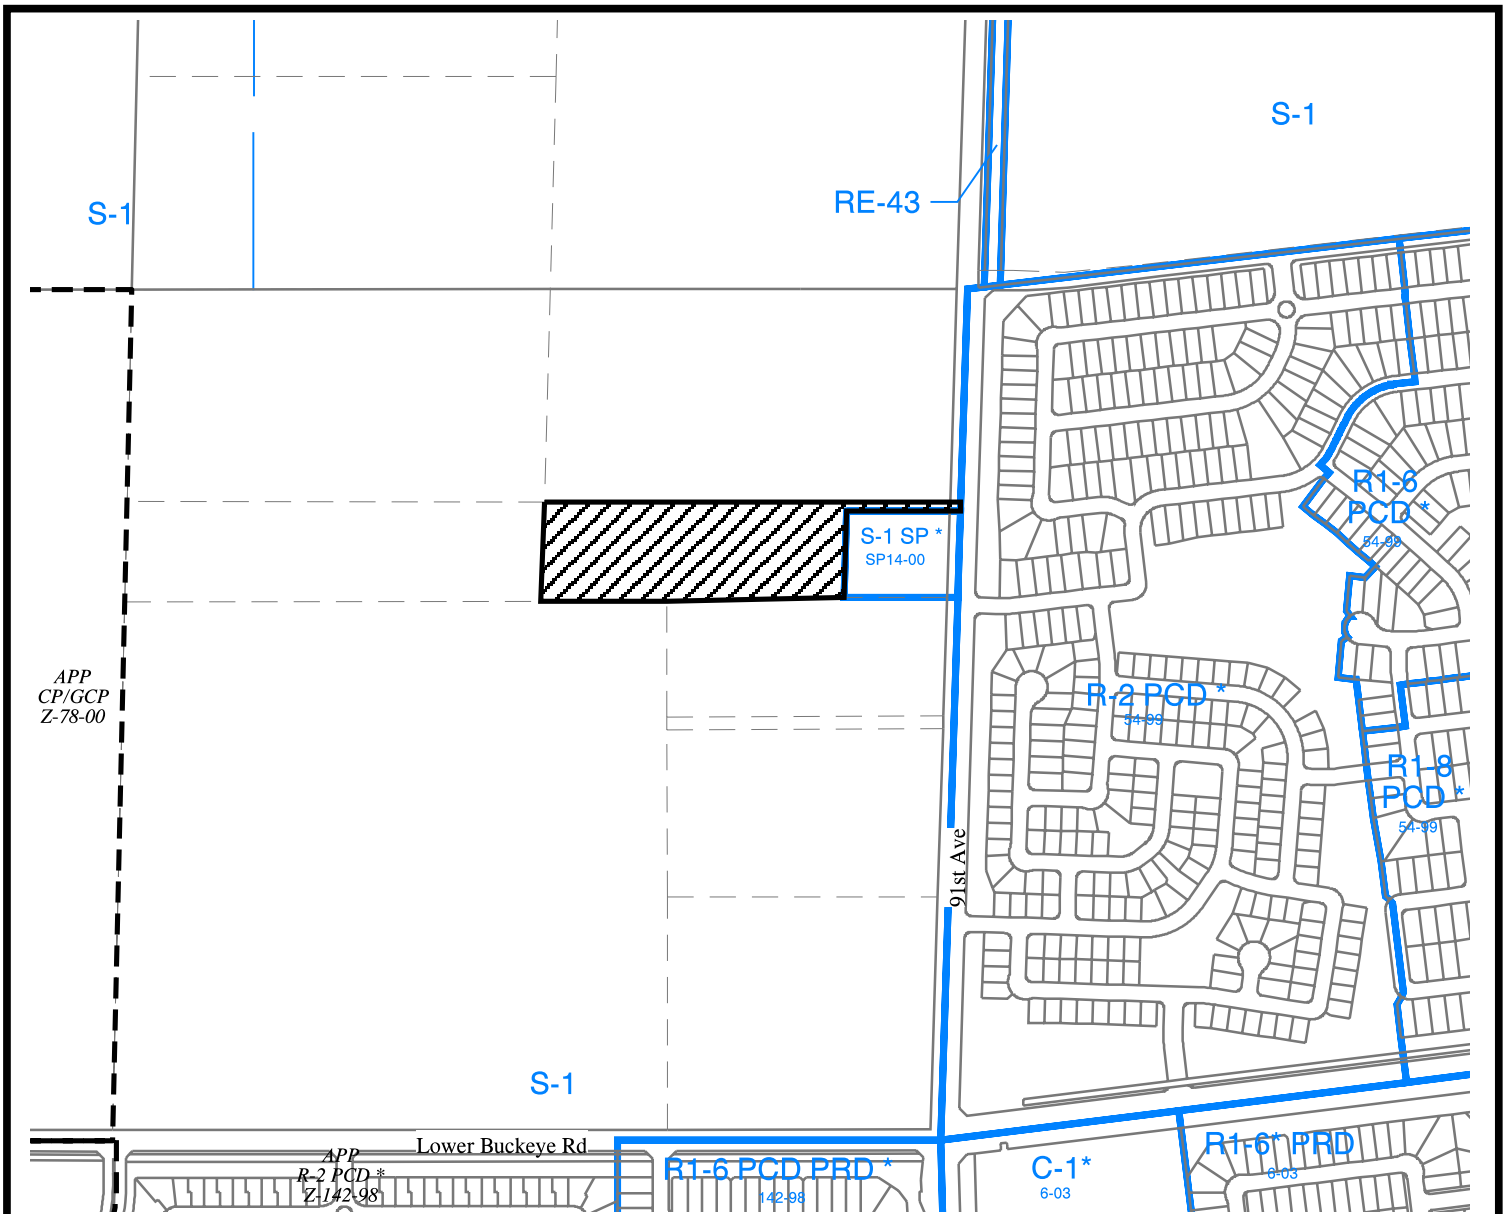 S-1
S-1
RE-43
R1-6
PCD *
54-99
S-1 SP *
SP14-00
APP
CP/GCP
Z-78-00
R-2 PCD *
54-99
R1-8
PCD *
54-99
91st Ave
S-1
Lower Buckeye Rd
APP
R-2 PCD *
Z-142-98
R1-6 PCD PRD *
142-98
C-1*
6-03
R1-6* PRD
6-03